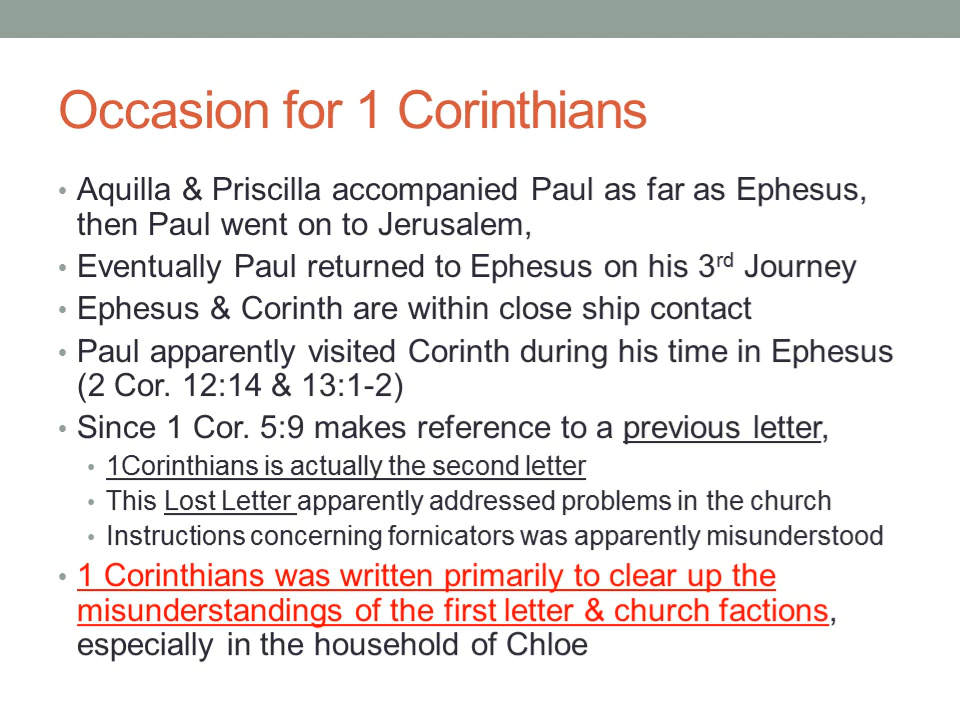 Occasion for 1 Corinthians
• Aquilla & Priscilla accompanied Paul as far as Ephesus,
then Paul went on to Jerusalem,
• Eventually Paul returned to Ephesus on his 3rd Journey
• Ephesus & Corinth are within close ship contact
• Paul apparently visited Corinth during his time in Ephesus
(2 Cor. 12:14 & 13:1-2)
• Since 1 Cor. 5:9 makes reference to a previous letter,
• 1Corinthians is actually the second letter
• This Lost Letter apparently addressed problems in the church
• Instructions concerning fornicators was apparently misunderstood
• 1 Corinthians was written primarily to clear up the
misunderstandings of the first letter & church factions,
especially in the household of Chloe